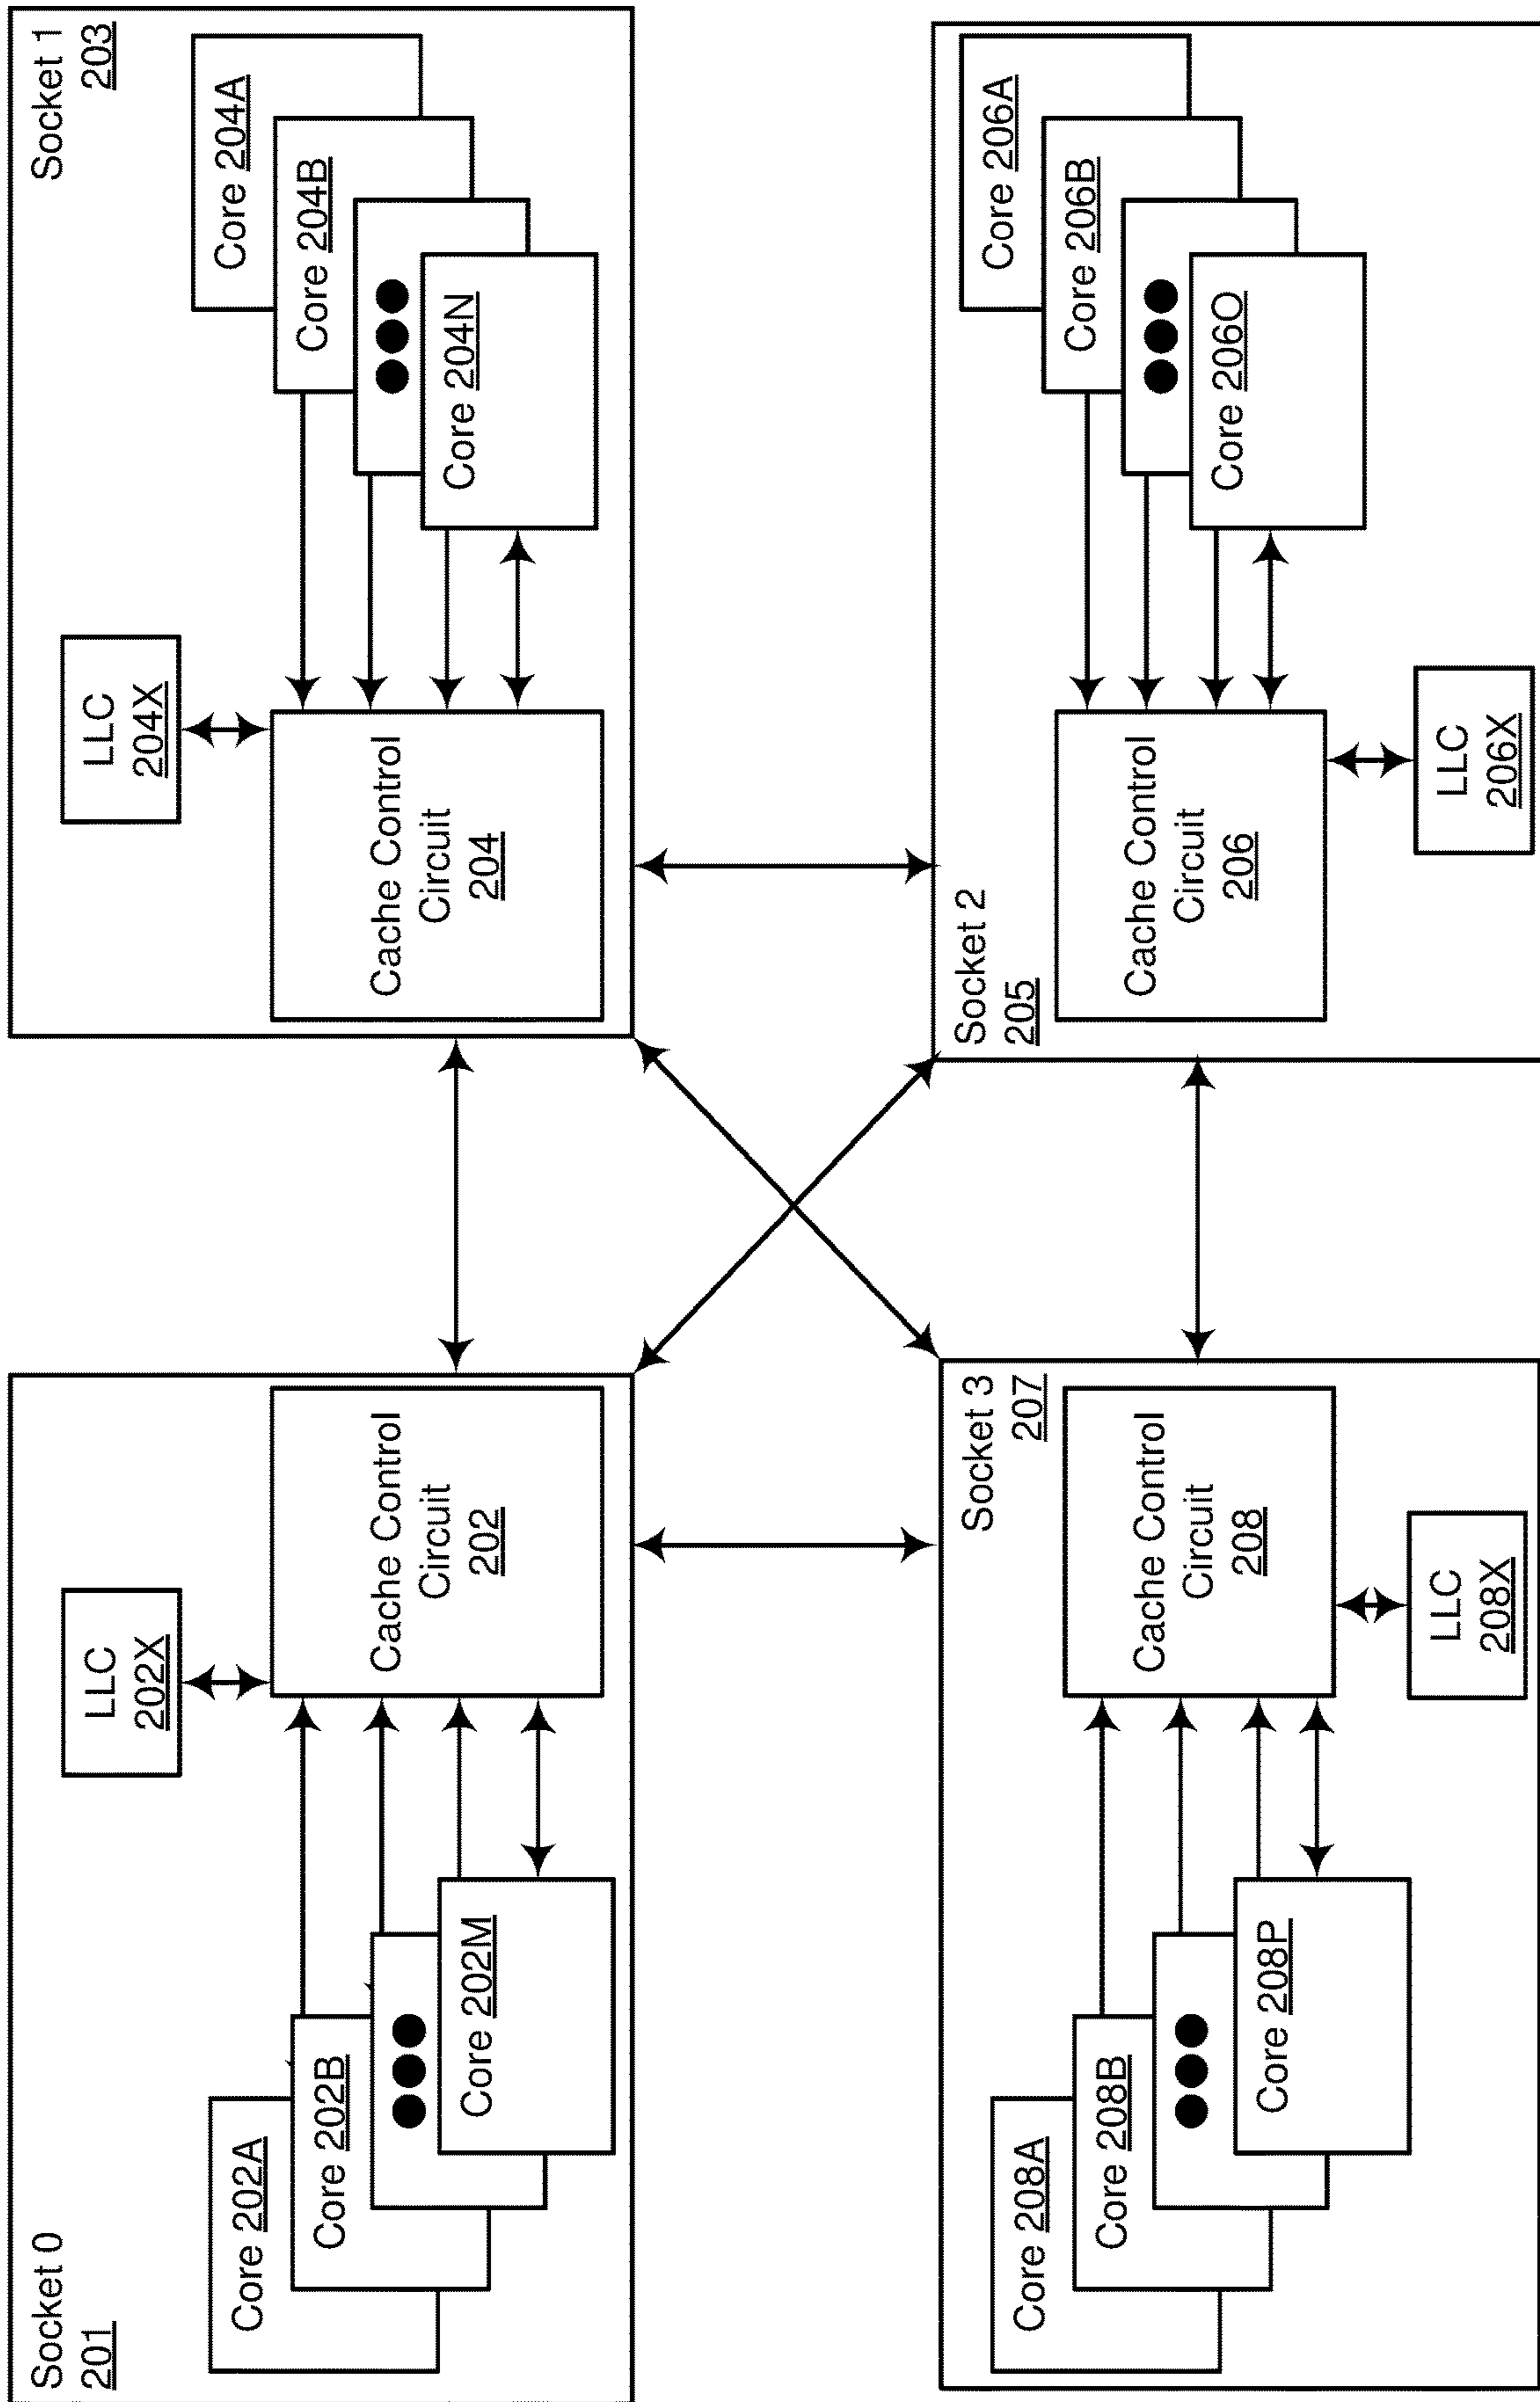 Socket 0
201
Core 202A
Core 202B
Core 202M
LLC
202X
Cache Control
Circuit
202
Socket 1
203
LLC
204X
Cache Control
Circuit
204
Core 204A
Core 204B
Core 204N
Core 208A
Core 208B
Core 208P
Socket 3
207
Cache Control
Circuit
208
LLC
208X
Socket 2
205
Cache Control
Circuit
206
LLC
206X
Core 206A
Core 206B
Core 206O